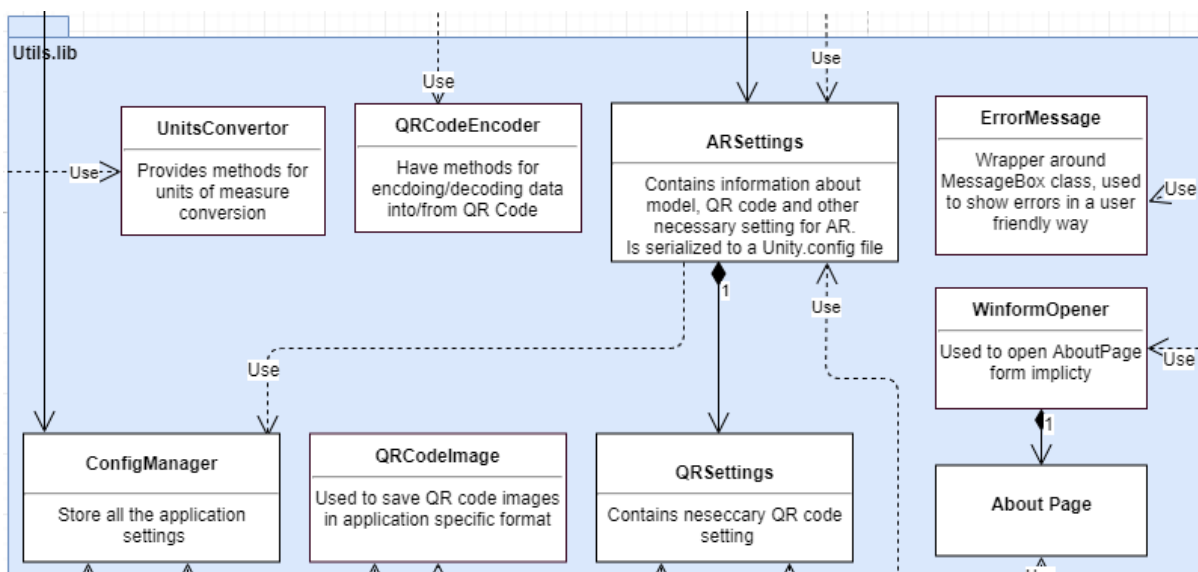 Utils.lib
Use
Use
Use
UnitsConvertor
Provides methods for
units of measure
conversion
QRCodeEncoder
Have methods for
encdoing/decoding data
into/from QR Code
ARSettings
Contains information about
model, QR code and other
necessary setting for AR.
Is serialized to a Unity.config file
ErrorMessage
Wrapper around
MessageBox class, used
to show errors in a user
friendly way
Use
1
Use
Use
WinformOpener
Used to open AboutPage
form implicty
Use
1
ConfigManager
Store all the application
settings
QRCodeImage
Used to save QR code images
in application specific format
QRSettings
Contains neseccary QR code
setting
About Page
Use